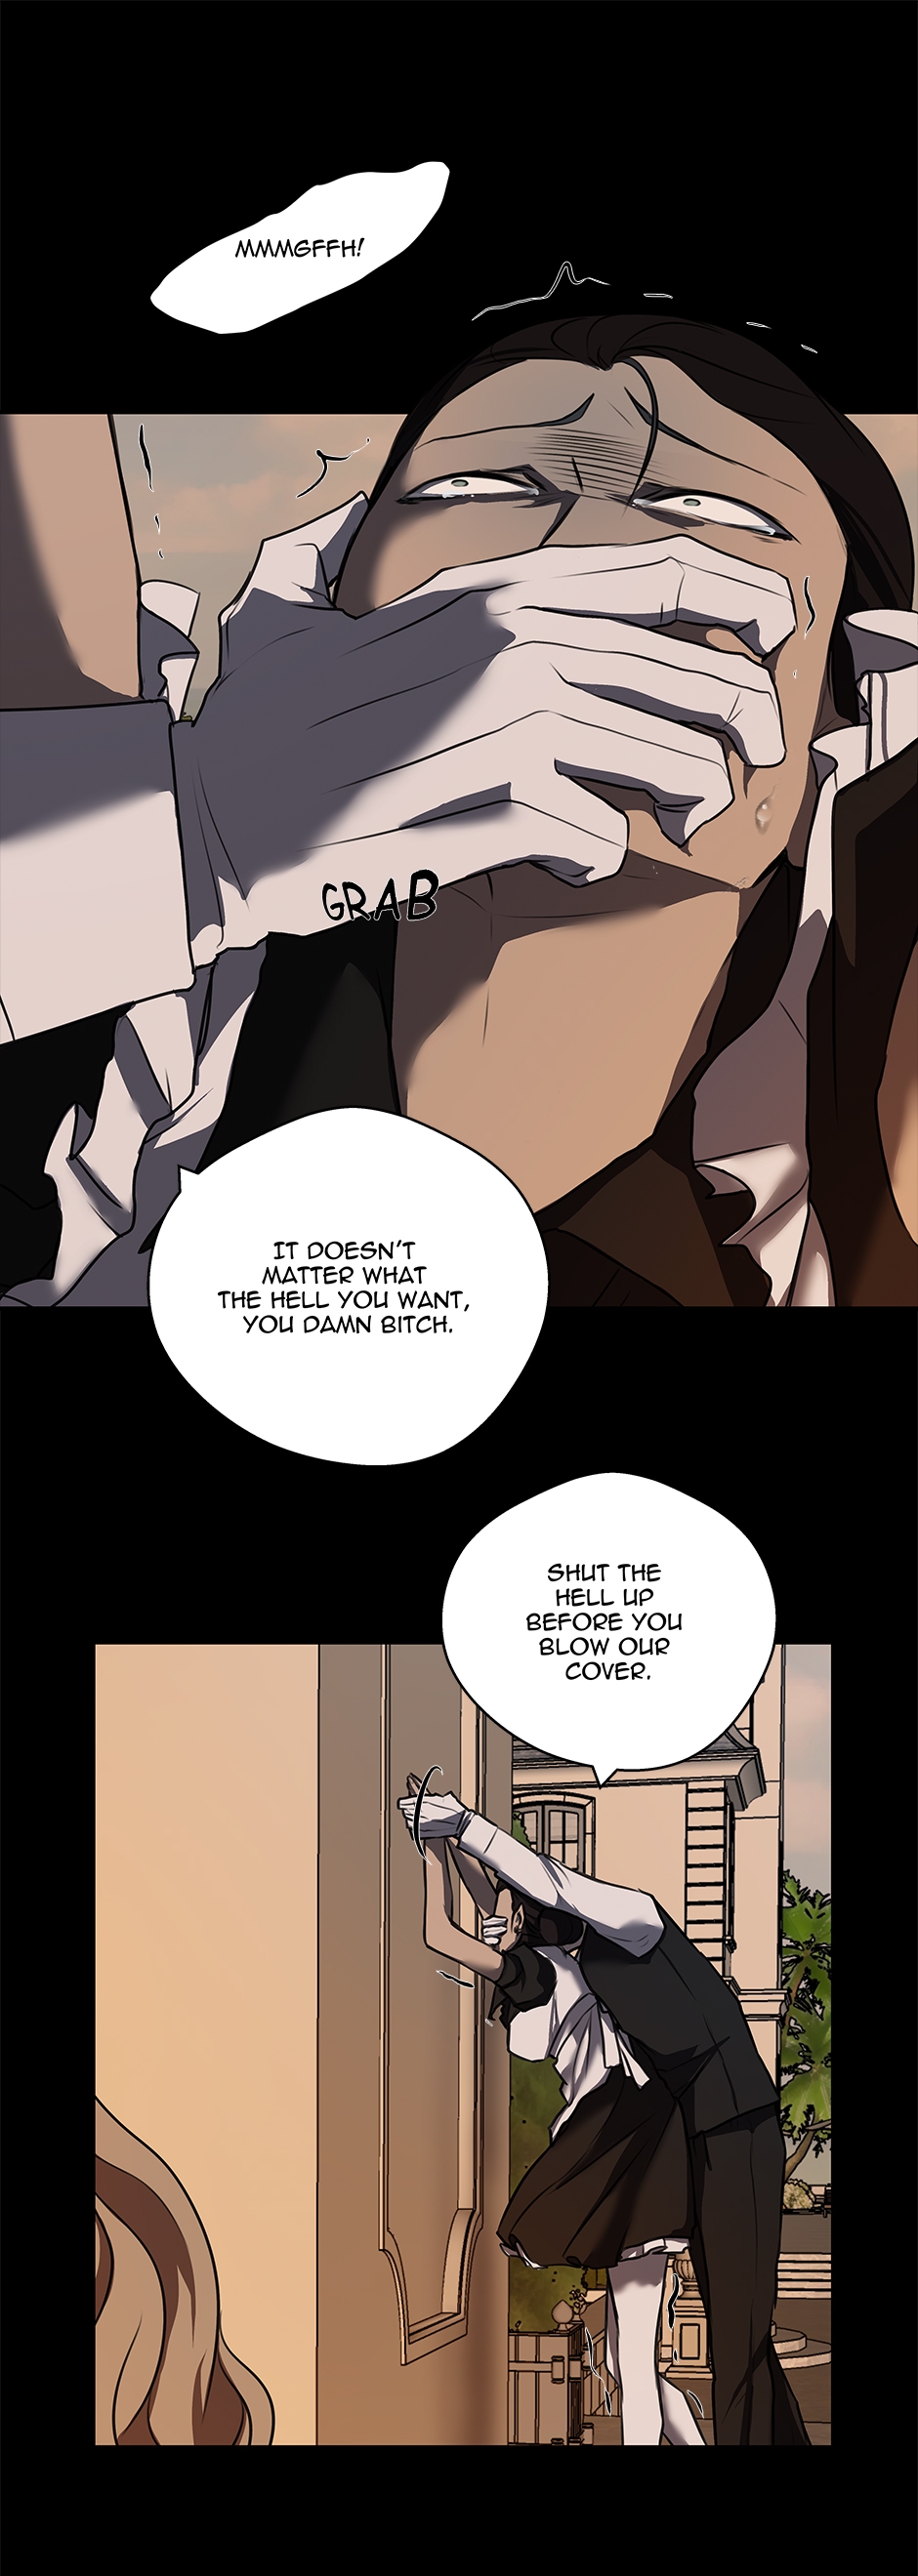 MMMGFFH!
GRAB
IT DOESN'T
MATTER WHAT
THE HELL YOU WANT,
YOU DAMN BITCH.
SHUT THE
HELL UP
BEFORE YOU
BLOW OUR
COVER.